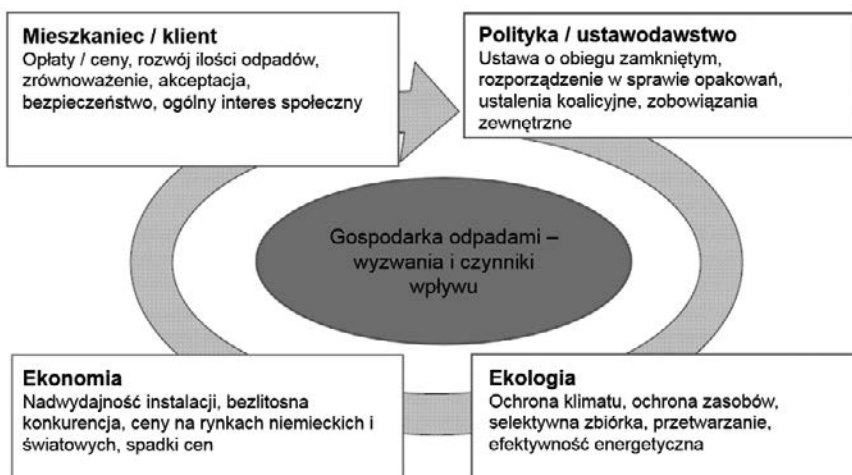 Mieszkaniec / klient
Opłaty / ceny, rozwój ilości odpadów,
zrównoważenie, akceptacja,
bezpieczeństwo, ogólny interes społeczny
Polityka / ustawodawstwo
Ustawa o obiegu zamkniętym,
rozporządzenie w sprawie opakowań,
ustalenia koalicyjne, zobowiązania
zewnętrzne
Gospodarka odpadami –
wyzwania i czynniki
wpływu
Ekonomia
Nadwydajność instalacji, bezlitosna
konkurencja, ceny na rynkach niemieckich i
światowych, spadki cen
Ekologia
Ochrona klimatu, ochrona zasobów,
selektywna zbiórka, przetwarzanie,
efektywność energetyczna